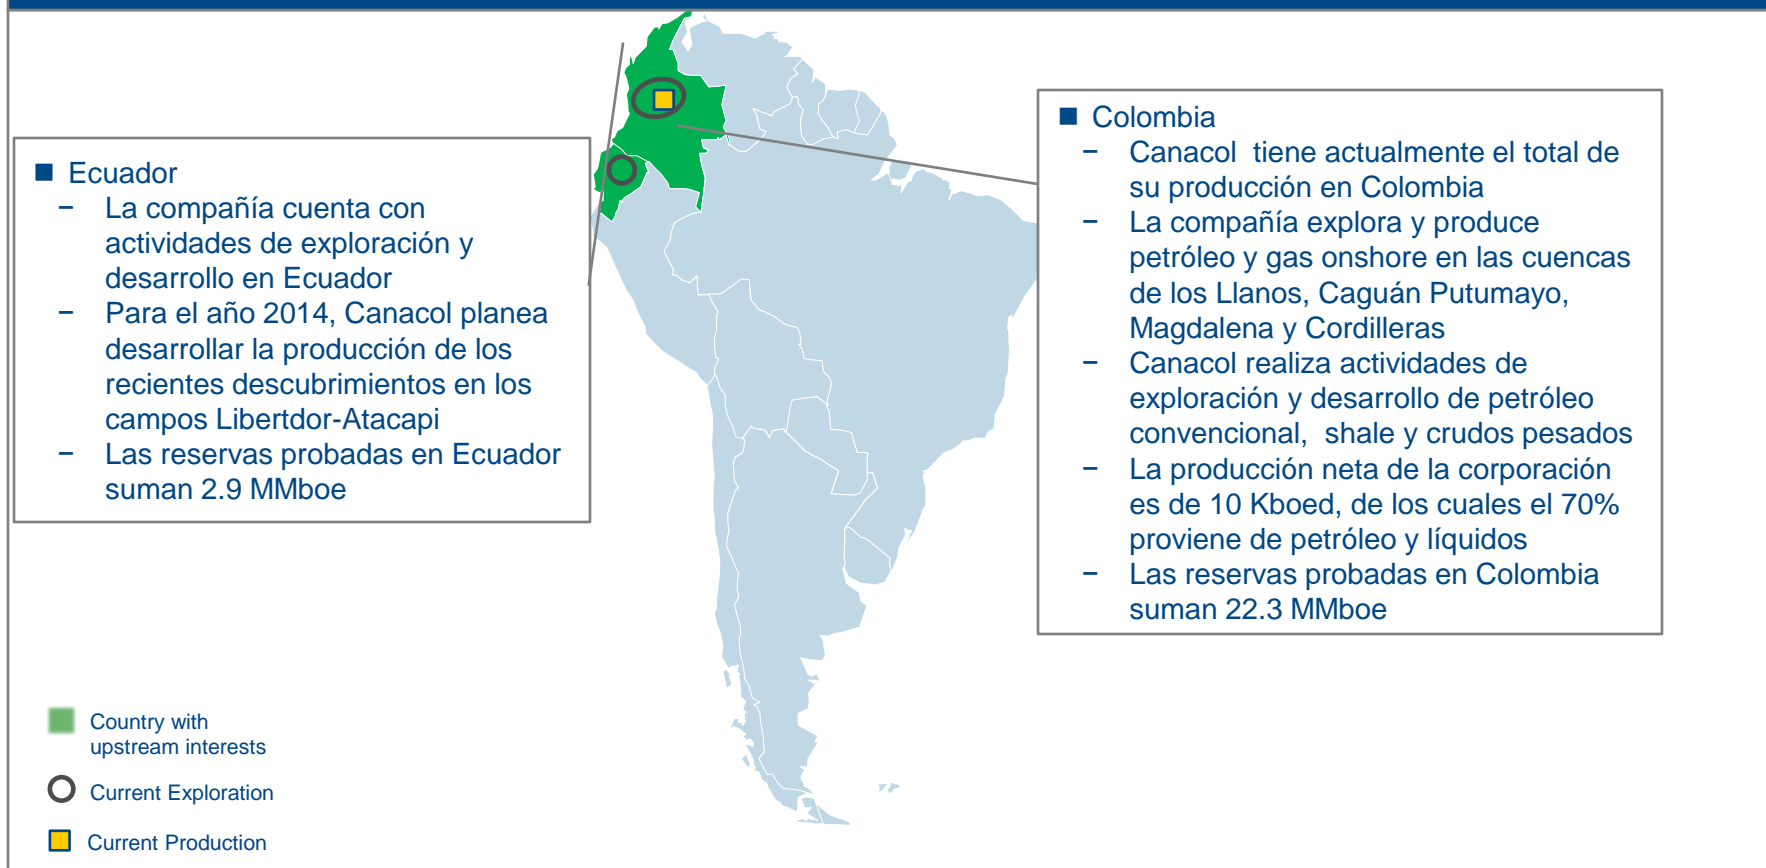 ■ Ecuador
− La compañía cuenta con
actividades de exploración y
desarrollo en Ecuador
− Para el año 2014, Canacol planea
desarrollar la producción de los
recientes descubrimientos en los
campos Libertdor-Atacapi
− Las reservas probadas en Ecuador
suman 2.9 MMboe
■ Colombia
− Canacol tiene actualmente el total de
su producción en Colombia
− La compañía explora y produce
petróleo y gas onshore en las cuencas
de los Llanos, Caguán Putumayo,
Magdalena y Cordilleras
− Canacol realiza actividades de
exploración y desarrollo de petróleo
convencional, shale y crudos pesados
− La producción neta de la corporación
es de 10 Kboed, de los cuales el 70%
proviene de petróleo y líquidos
− Las reservas probadas en Colombia
suman 22.3 MMboe
Country with
upstream interests
Current Exploration
Current Production